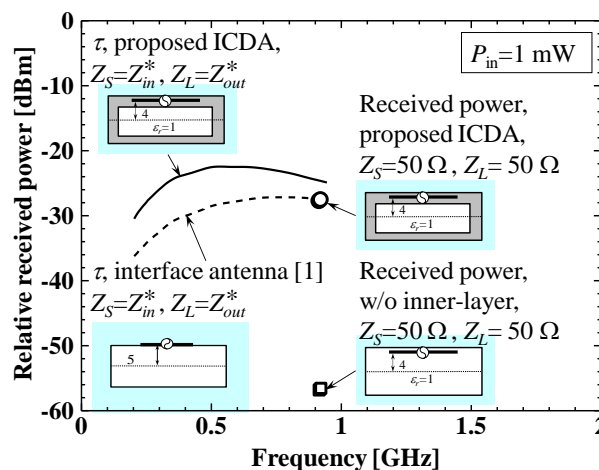 Relative received power [dBm]
0
-10
-20
-30
-40
-50
-60
0
0.5
1
1.5
2
Frequency [GHz]
τ, proposed ICDA,
Z_S=Z_in^*, Z_L=Z_out^*
4
ε_r=1
P_in=1 mW
Received power,
proposed ICDA,
Z_S=50 Ω, Z_L= 50 Ω
4
ε_r=1
τ, interface antenna [1]
Z_S=Z_in^*, Z_L=Z_out^*
5
Received power,
w/o inner-layer,
Z_S=50 Ω, Z_L= 50 Ω
4
ε_r=1